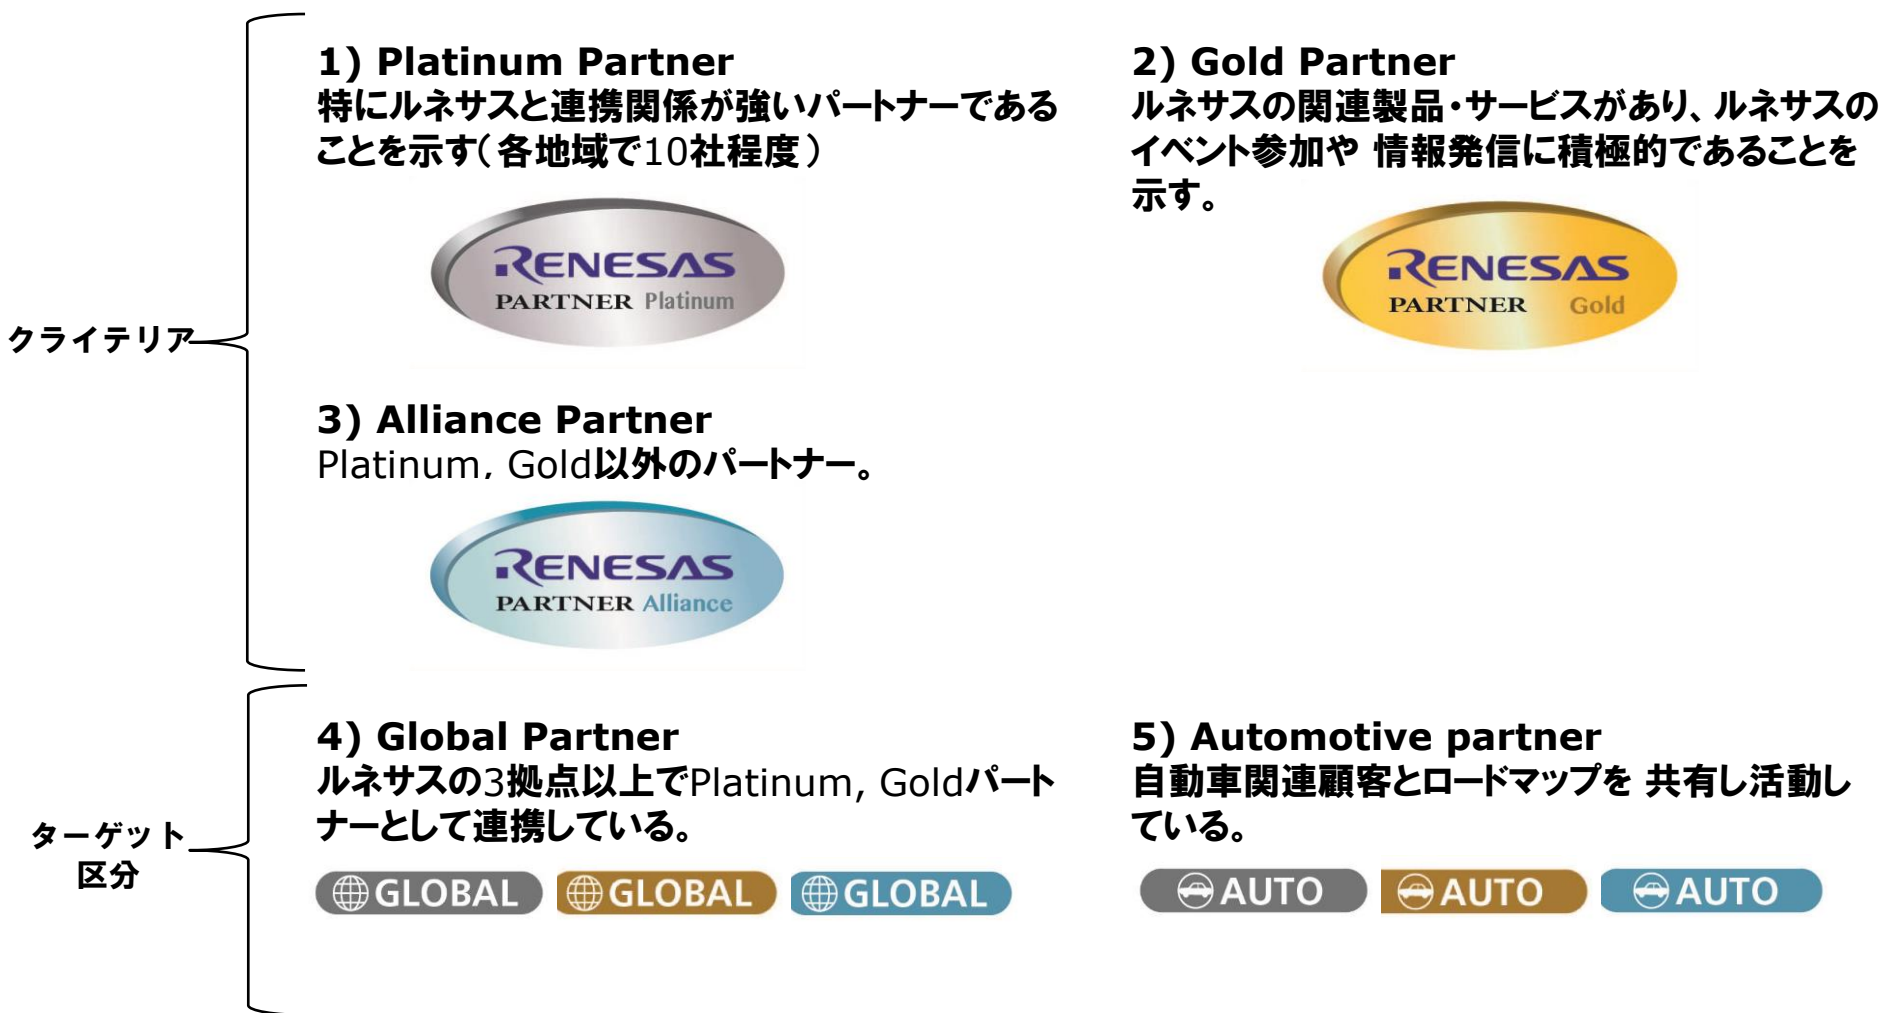 クライテリア
1) Platinum Partner
特にルネサスと連携関係が強いパートナーである
ことを示す(各地域で10社程度)
RENESAS
PARTNER Platinum
2) Gold Partner
ルネサスの関連製品・サービスがあり、ルネサスの
イベント参加や 情報発信に積極的であることを
示す。
RENESAS
PARTNER Gold
3) Alliance Partner
Platinum, Gold以外のパートナー。
RENESAS
PARTNER Alliance
ターゲット
区分
4) Global Partner
ルネサスの3拠点以上でPlatinum, Goldパート
ナーとして連携している。
GLOBAL GLOBAL GLOBAL
5) Automotive partner
自動車関連顧客とロードマップを 共有し活動し
ている。
AUTO AUTO AUTO